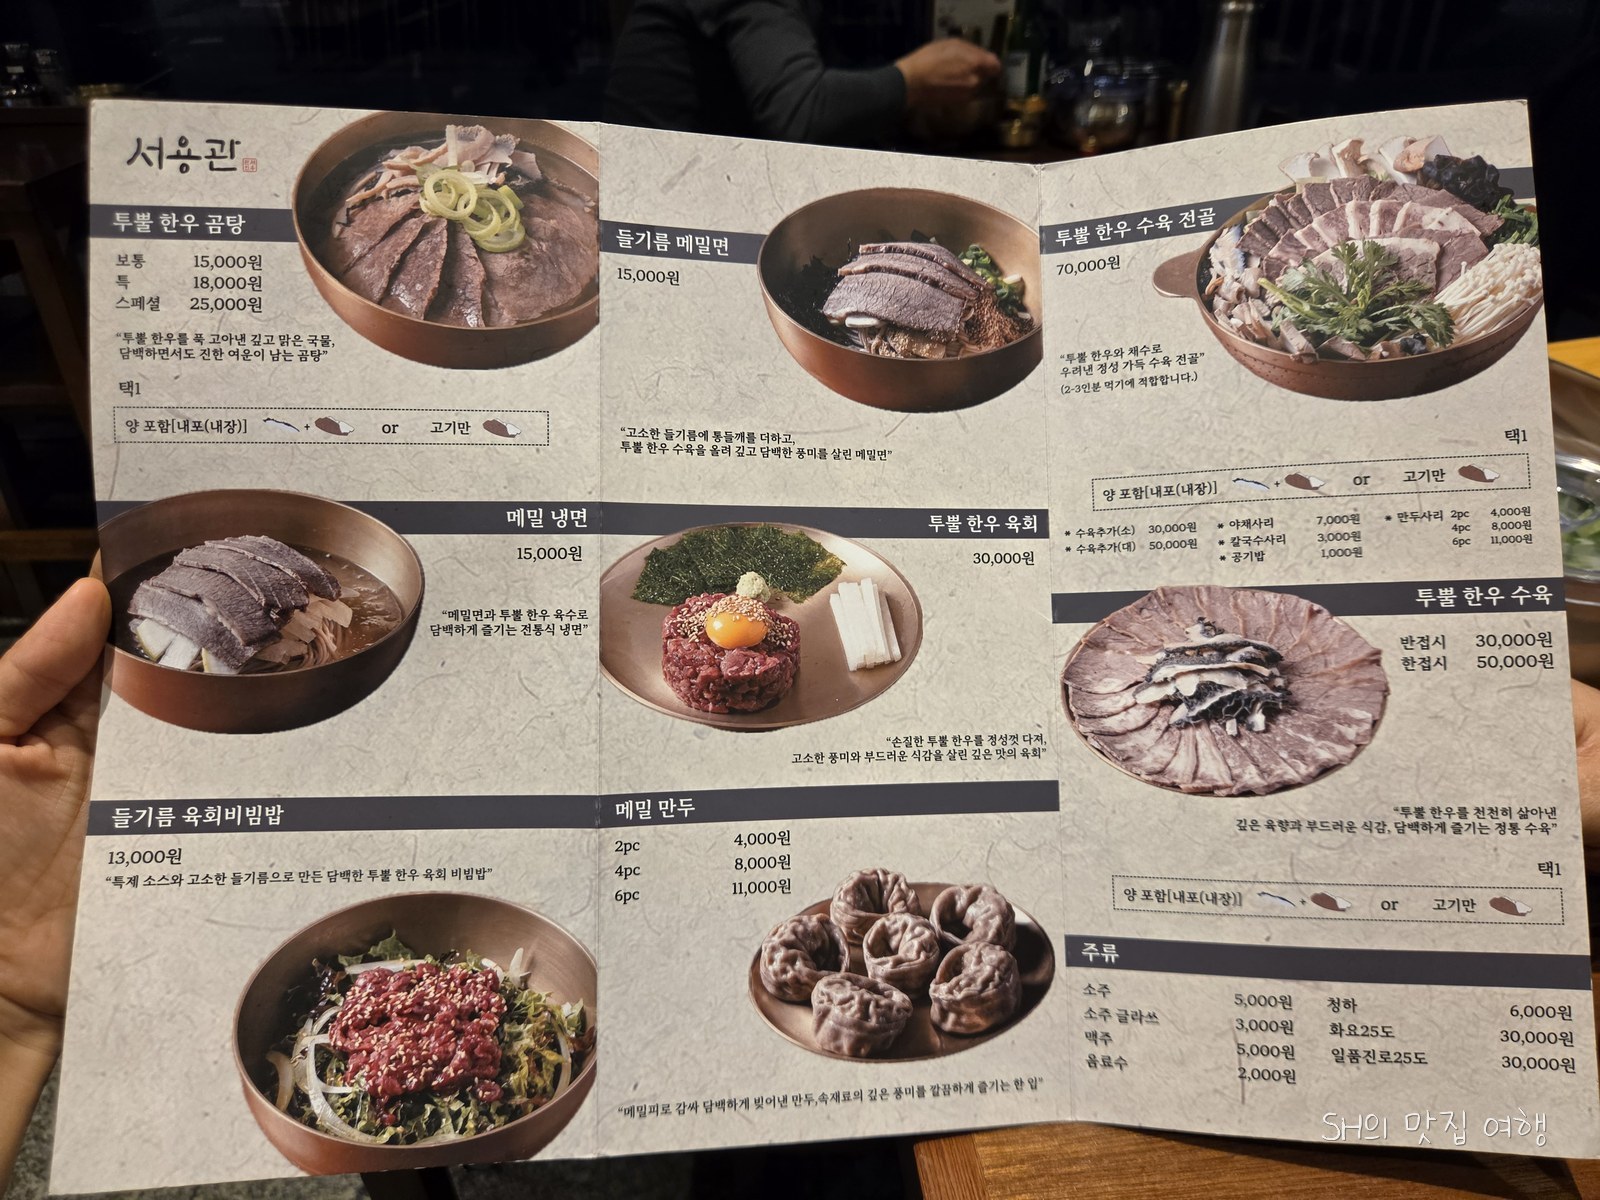 서용관
투뿔 한우 곰탕
보통 15,000원
특 18,000원
스페셜 25,000원
“투뿔 한우를 푹 고아낸 깊고 맑은 국물,
담백하면서도 진한 여운이 남는 곰탕”
택1
양 포함[내포(내장)] + or 고기만
메밀 냉면
15,000원
“메밀면과 투뿔 한우 육수로
담백하게 즐기는 전통식 냉면”
들기름 육회비빔밥
13,000원
“특제 소스와 고소한 들기름으로 만든 담백한 투뿔 한우 육회 비빔밥”
들기름 메밀면
15,000원
“고소한 들기름에 통들깨를 더하고,
투뿔 한우 수육을 올려 깊고 담백한 풍미를 살린 메밀면”
투뿔 한우 육회
30,000원
“손질한 투뿔 한우를 정성껏 다져,
고소한 풍미와 부드러운 식감을 살린 깊은 맛의 육회”
메밀 만두
2pc 4,000원
4pc 8,000원
6pc 11,000원
“메밀피로 감싸 담백하게 빚어낸 만두,속재료의 깊은 풍미를 깔끔하게 즐기는 한 입”
투뿔 한우 수육 전골
70,000원
“투뿔 한우와 채수로
우려낸 정성 가득 수육 전골”
(2-3인분 먹기에 적합합니다.)
택1
양 포함[내포(내장)] + or 고기만
* 수육추가(소) 30,000원 * 야채사리 7,000원 * 만두사리 2pc 4,000원
* 수육추가(대) 50,000원 * 칼국수사리 3,000원 4pc 8,000원
* 공기밥 1,000원 6pc 11,000원
투뿔 한우 수육
반접시 30,000원
한접시 50,000원
“투뿔 한우를 천천히 삶아낸
깊은 육향과 부드러운 식감, 담백하게 즐기는 정통 수육”
택1
양 포함[내포(내장)] + or 고기만
주류
소주 5,000원 청하 6,000원
소주 글라쓰 3,000원 화요25도 30,000원
맥주 5,000원 일품진로25도 30,000원
음료수 2,000원
SH의 맛집 여행